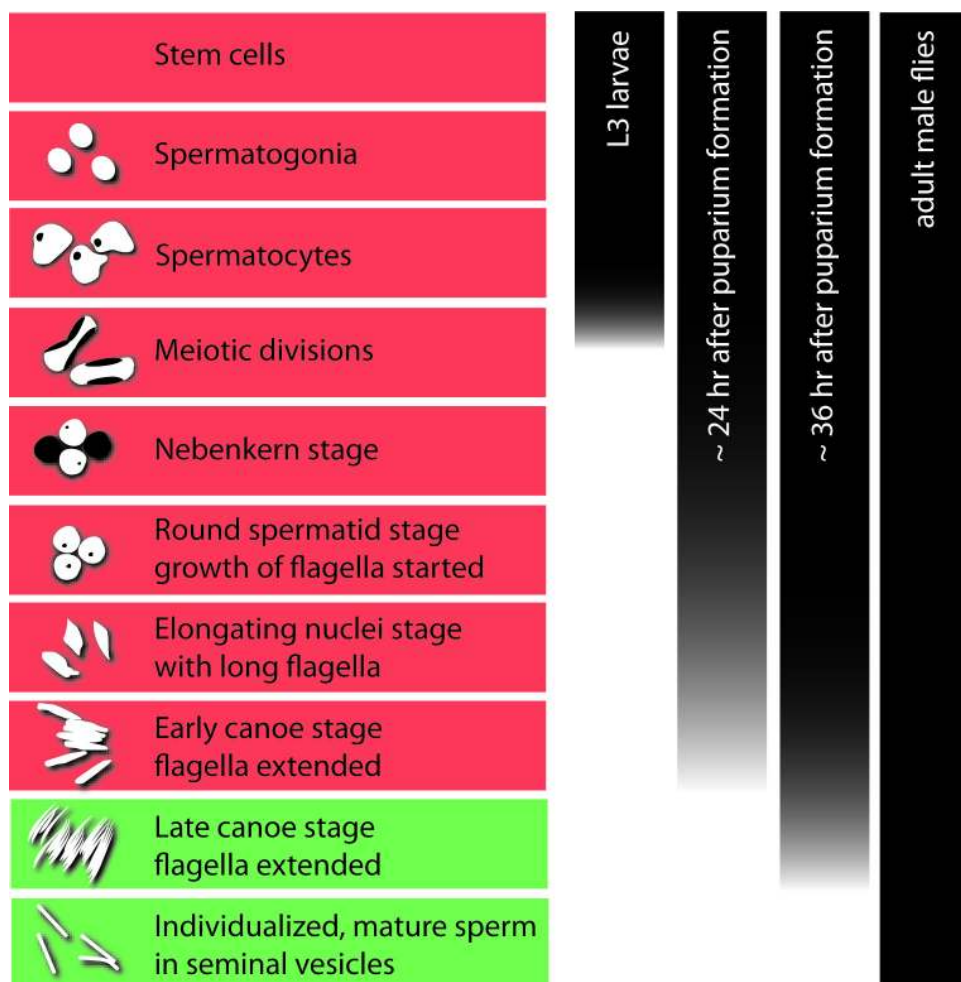 Stem cells
Spermatogonia
Spermatocytes
Meiotic divisions
Nebenkern stage
Round spermatid stage
growth of flagella started
Elongating nuclei stage
with long flagella
Early canoe stage
flagella extended
Late canoe stage
flagella extended
Individualized, mature sperm
in seminal vesicles
L3 larvae
~ 24 hr after puparium formation
~ 36 hr after puparium formation
adult male flies